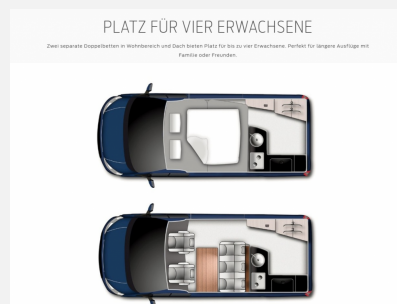 PLATZ FÜR VIER ERWACHSENE
Zwei separate Doppelbetten in Wohnbereich und Dach bieten Platz für bis zu vier Erwachsene. Perfekt für längere Ausflüge mit
Familie oder Freunden.